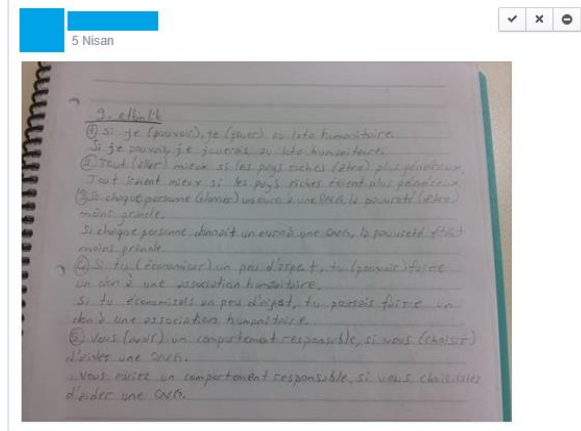 5 Nisan
9. etkinlik
① Si je (pouvoir), je (jouer) au loto humanitaire.
Si je pouvais, je jouerais au loto humanitaire.
② Tout (aller) mieux si les pays riches (être) plus généreux.
Tout iraient mieux si les pays riches étaient plus généreux.
③ Si chaque personne (donner) un euro à une ONG, la pauvreté (être)
moins grande.
Si chaque personne donnait un euro à une ONG, la pauvreté était
moins grande.
④ Si tu (économiser) un peu d'argent, tu (pouvoir) faire
un don à une association humanitaire.
Si tu économisais un peu d'argent, tu pourrais faire un
don à une association humanitaire.
⑤ Vous (avoir) un comportement responsable, si vous (choisir)
d'aider une ONG.
Vous auriez un comportement responsable, si vous choisissiez
d'aider une ONG.